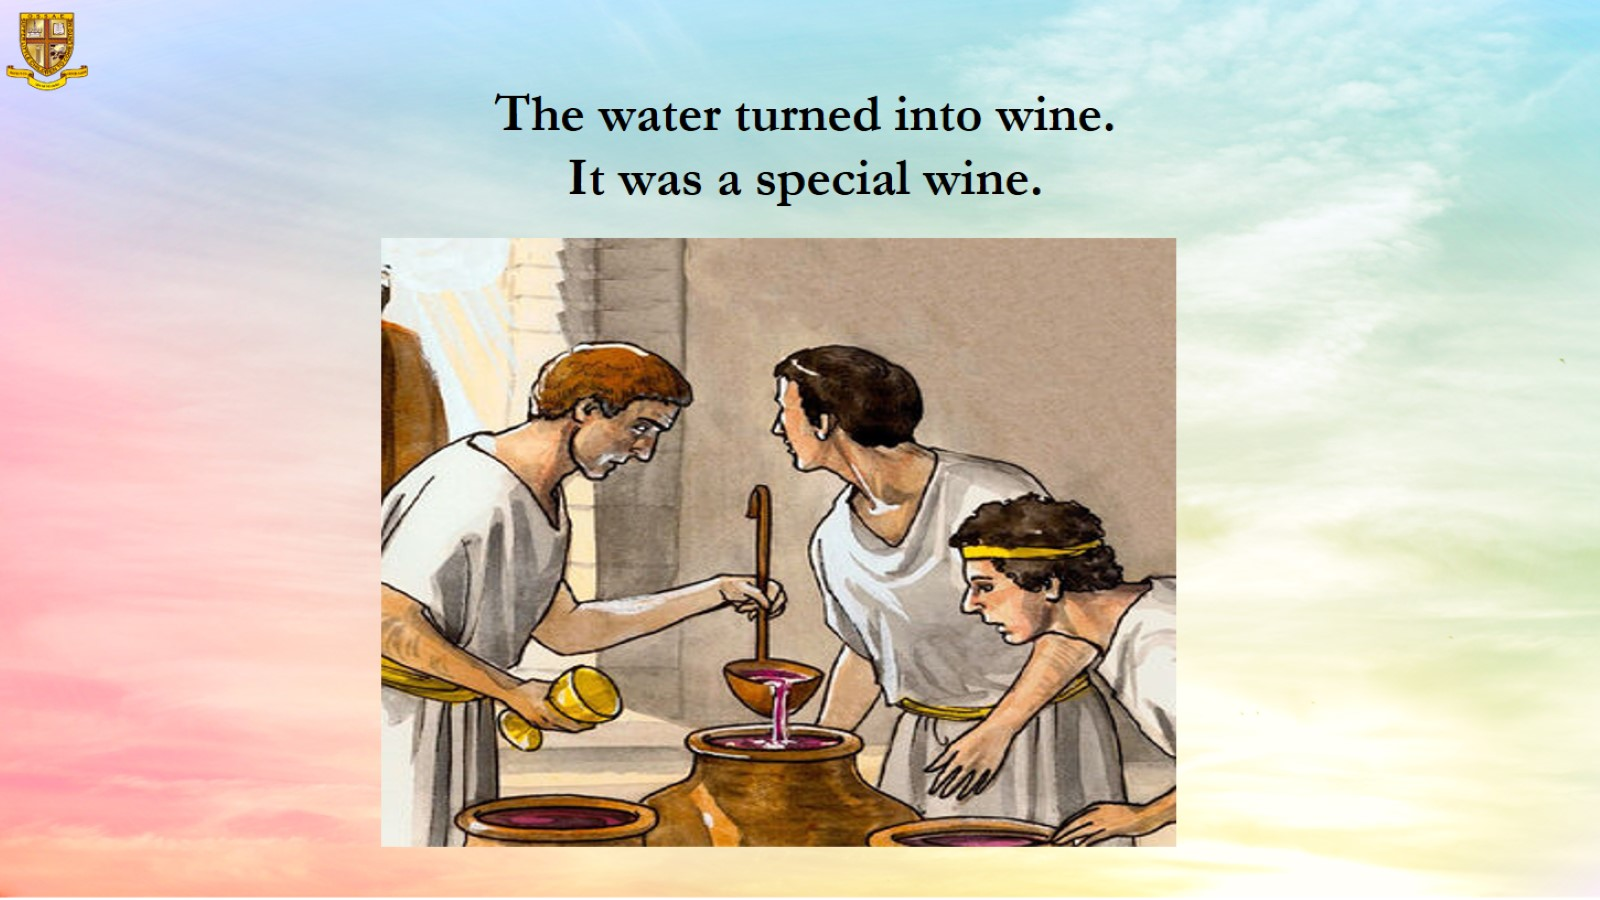 The water turned into wine.
It was a special wine.